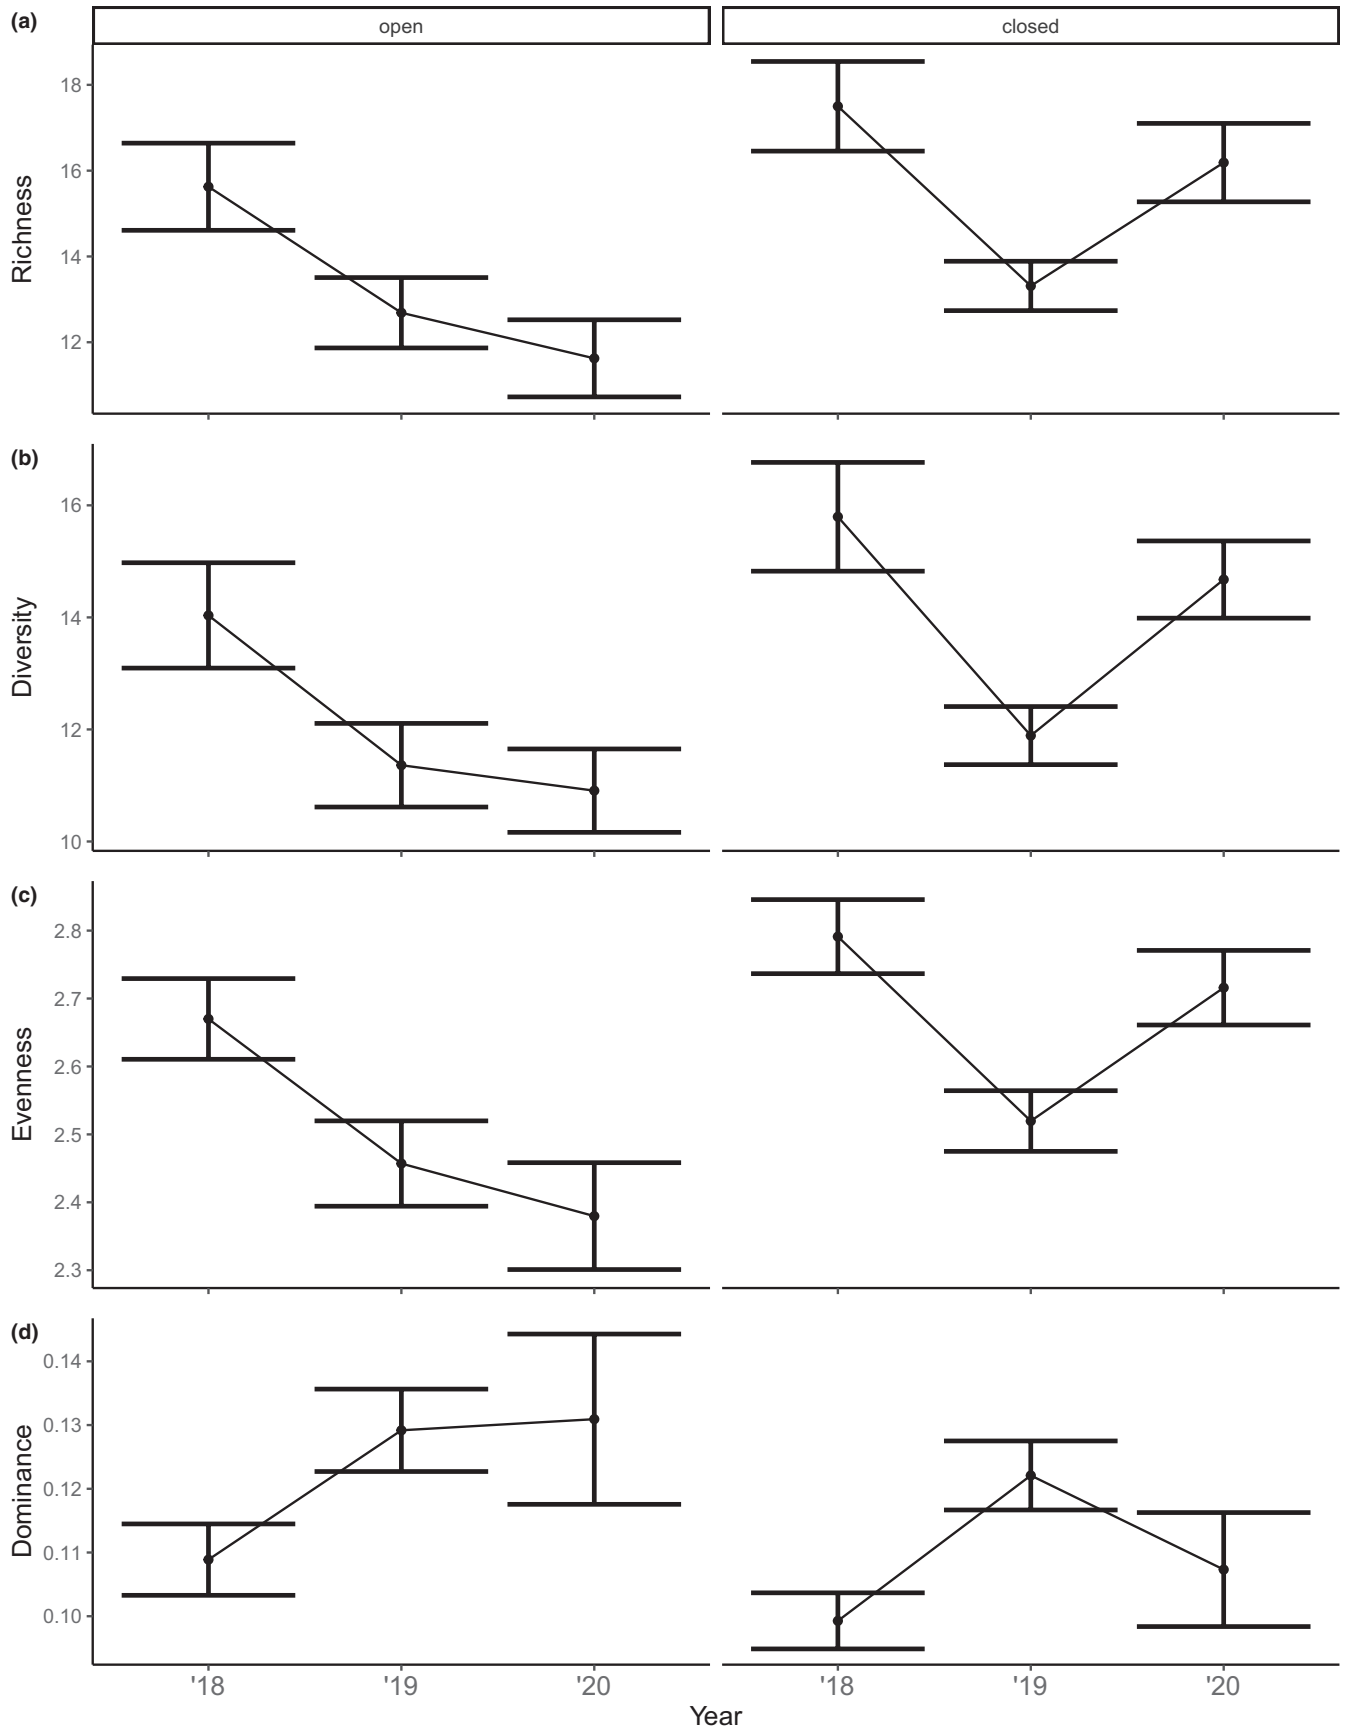 (a)
open
closed
Richness
18
16
14
12
(b)
Diversity
16
14
12
10
(c)
Evenness
2.8
2.7
2.6
2.5
2.4
2.3
(d)
Dominance
0.14
0.13
0.12
0.11
0.10
'18 '19 '20 '18 '19 '20
Year